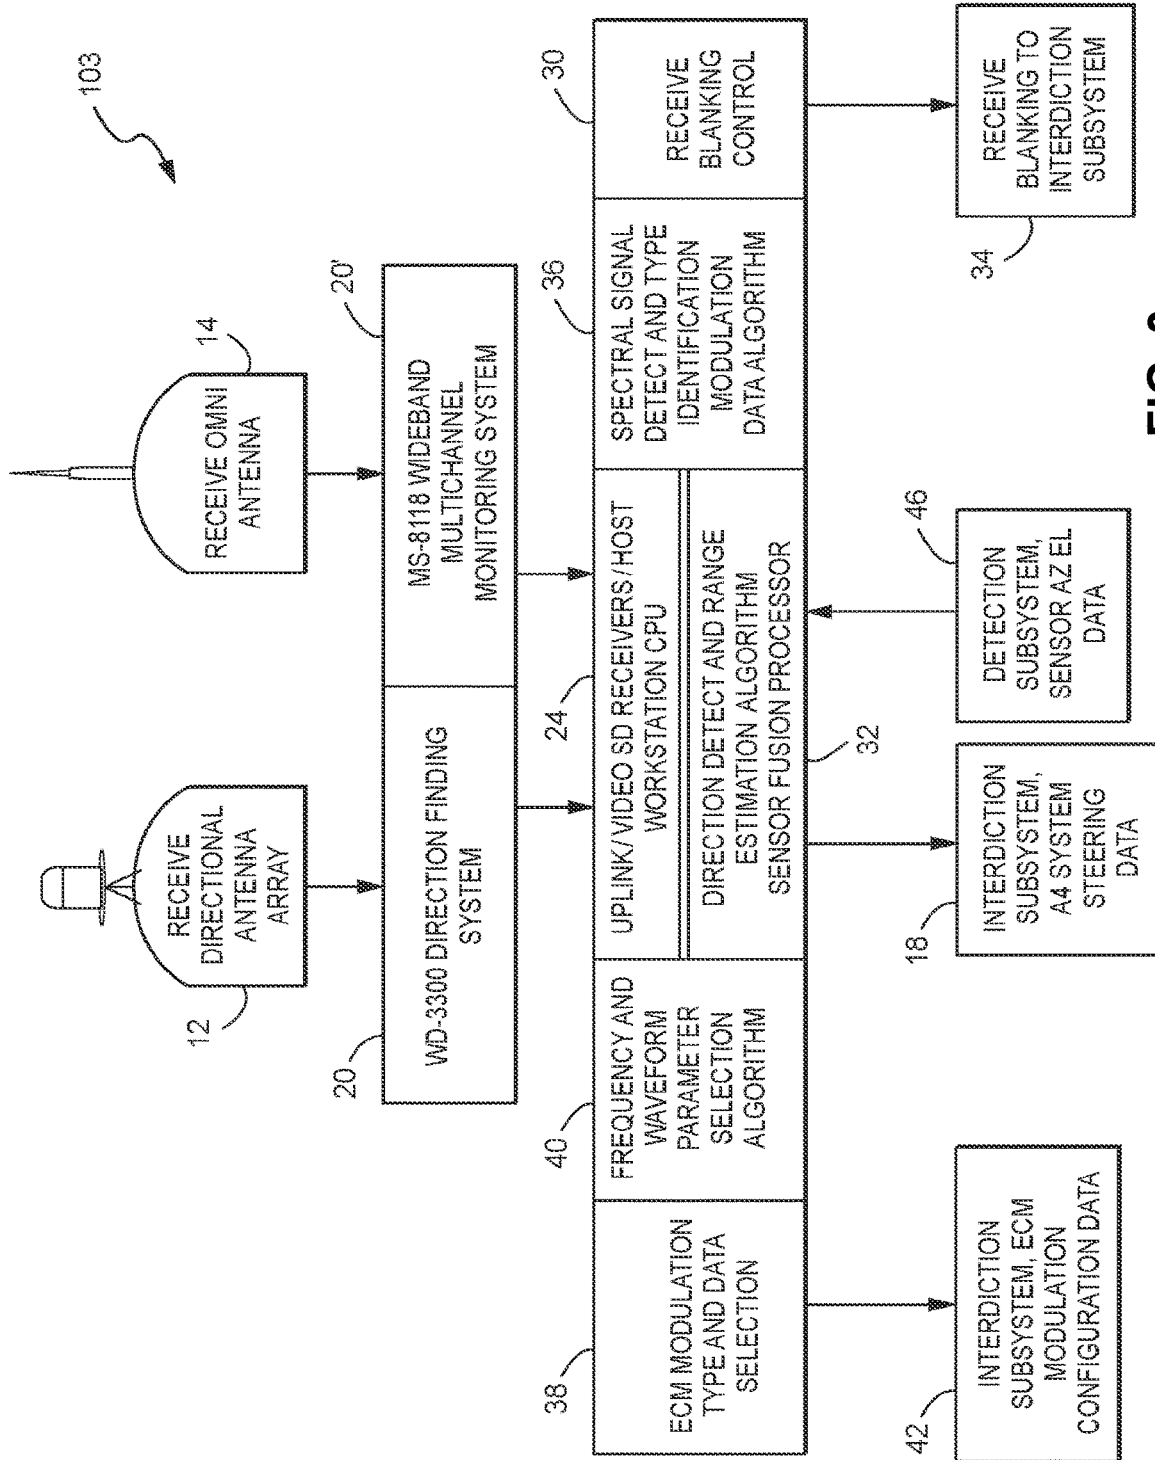 103
RECEIVE
DIRECTIONAL
ANTENNA
ARRAY
12
RECEIVE OMNI
ANTENNA
14
20
WD-3300 DIRECTION FINDING
SYSTEM
20'
MS-8118 WIDEBAND
MULTICHANNEL
MONITORING SYSTEM
38
ECM MODULATION
TYPE AND DATA
SELECTION
40
FREQUENCY AND
WAVEFORM
PARAMETER
SELECTION
ALGORITHM
24
UPLINK/VIDEO SD RECEIVERS/HOST
WORKSTATION CPU
DIRECTION DETECT AND RANGE
ESTIMATION ALGORITHM
SENSOR FUSION PROCESSOR
32
36
SPECTRAL SIGNAL
DETECT AND TYPE
IDENTIFICATION
MODULATION
DATA ALGORITHM
30
RECEIVE
BLANKING
CONTROL
42
INTERDICTION
SUBSYSTEM, ECM
MODULATION
CONFIGURATION DATA
18
INTERDICTION
SUBSYSTEM,
A4 SYSTEM
STEERING
DATA
46
DETECTION
SUBSYSTEM,
SENSOR AZ EL
DATA
34
RECEIVE
BLANKING TO
INTERDICTION
SUBSYSTEM
FIG.